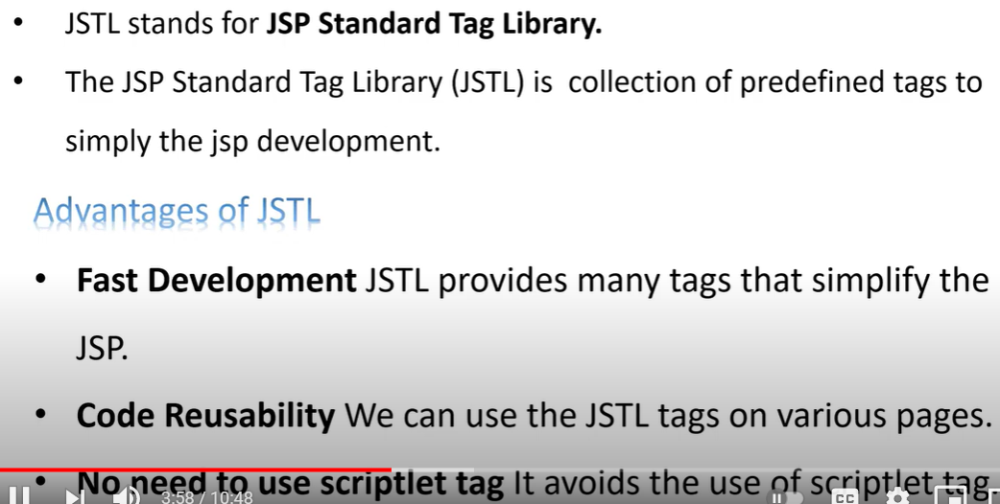 • JSTL stands for JSP Standard Tag Library.
• The JSP Standard Tag Library (JSTL) is collection of predefined tags to
simply the jsp development.
Advantages of JSTL
• Fast Development JSTL provides many tags that simplify the
JSP.
• Code Reusability We can use the JSTL tags on various pages.
• No need to use scriptlet tag It avoids the use of scriptlet tag.
3:58 / 10:48
CC